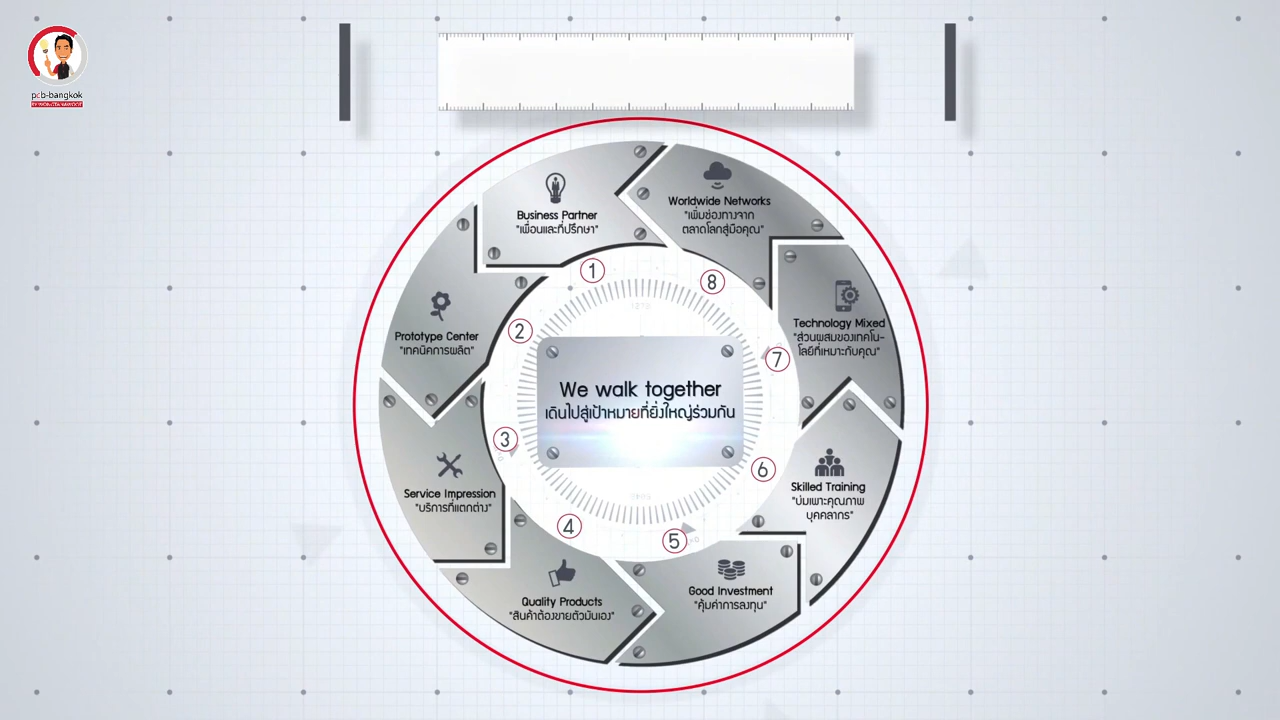 pcb-bangkok
Business Partner
"เพื่อนและที่ปรึกษา"
1
Prototype Center
"เทคนิคการผลิต"
2
Service Impression
"บริการที่แตกต่าง"
3
Quality Products
"สินค้าต้องขายตัวมันเอง"
4
Good Investment
"คุ้มค่าการลงทุน"
5
Skilled Training
"บ่มเพาะคุณภาพ
บุคคลากร"
6
Technology Mixed
"ส่วนผสมของเทคโน-
โลยีที่เหมาะกับคุณ"
7
Worldwide Networks
"เพิ่มช่องทางจาก
ตลาดโลกสู่มือคุณ"
8
We walk together
เดินไปสู่เป้าหมายที่ยิ่งใหญ่ร่วมกัน